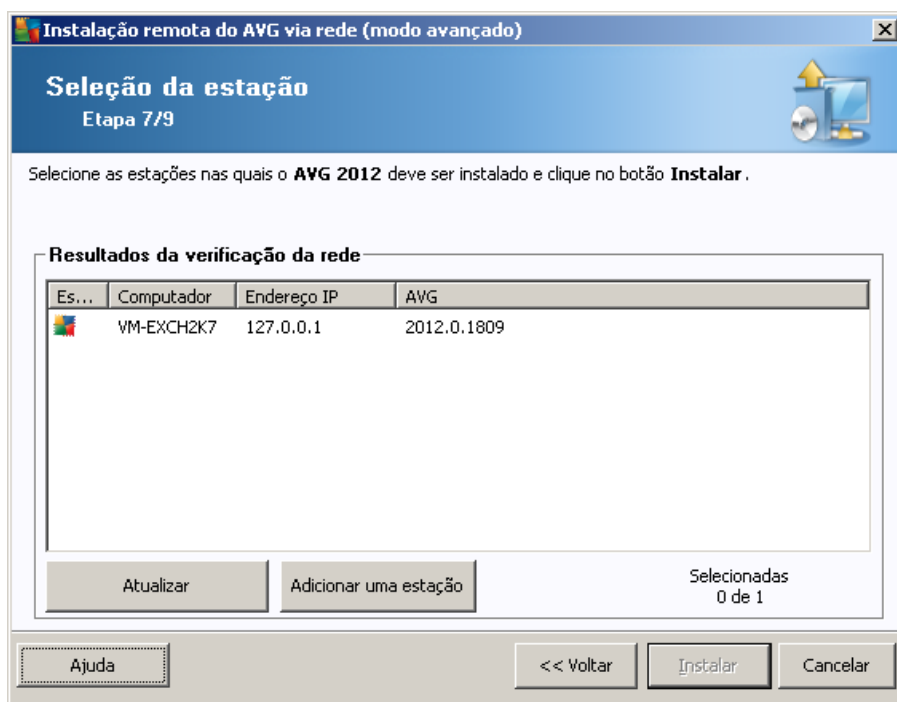 Instalação remota do AVG via rede (modo avançado)
Seleção da estação
Etapa 7/9
Selecione as estações nas quais o AVG 2012 deve ser instalado e clique no botão Instalar.
Resultados da verificação da rede
Es... Computador Endereço IP AVG
VM-EXCH2K7 127.0.0.1 2012.0.1809
Atualizar Adicionar uma estação Selecionadas
0 de 1
Ajuda << Voltar Instalar Cancelar